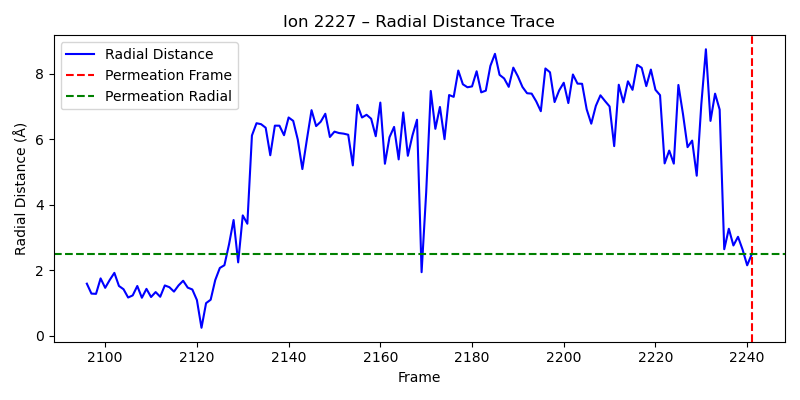 Ion 2227 – Radial Distance Trace
Radial Distance
Permeation Frame
Permeation Radial
Radial Distance (Å)
8
6
4
2
0
2100 2120 2140 2160 2180 2200 2220 2240
Frame